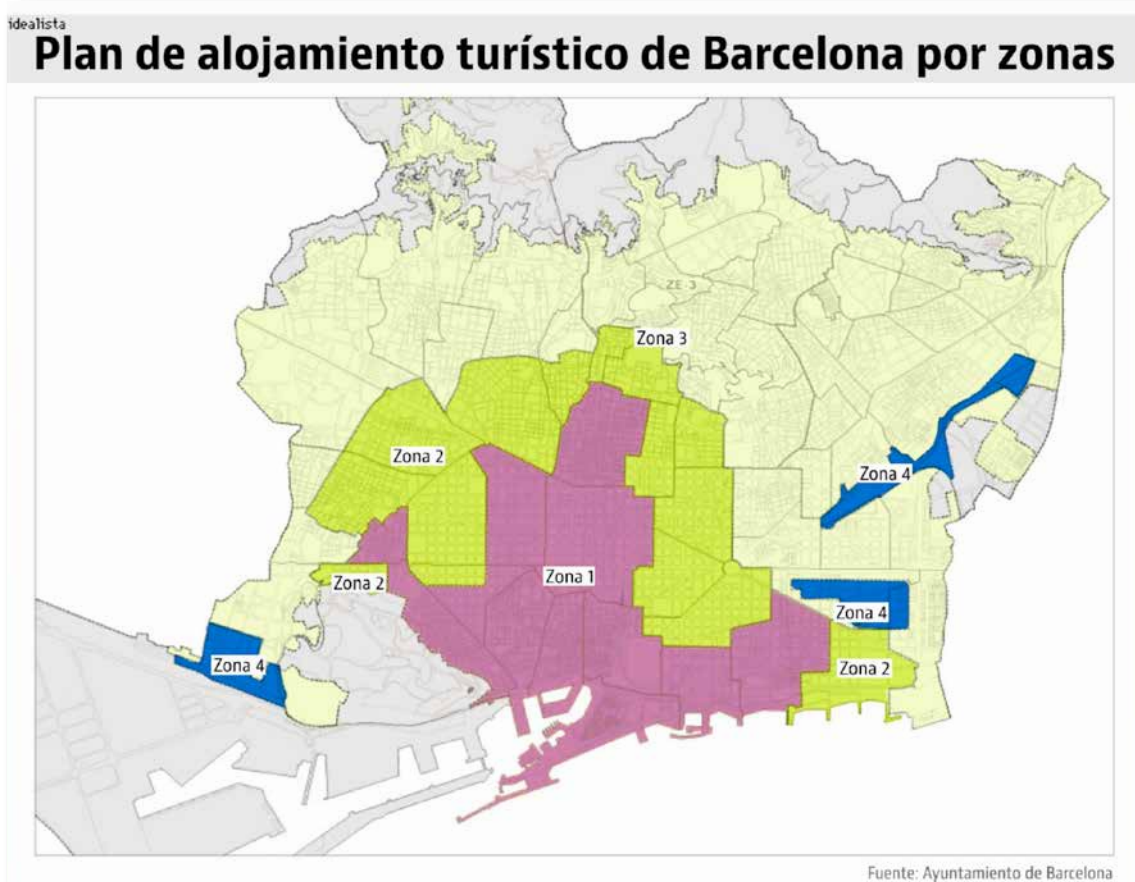 idealista
Plan de alojamiento turístico de Barcelona por zonas
ZE-3
Zona 3
Zona 2
Zona 4
Zona 2
Zona 1
Zona 4
Zona 4
Zona 2
Fuente: Ayuntamiento de Barcelona